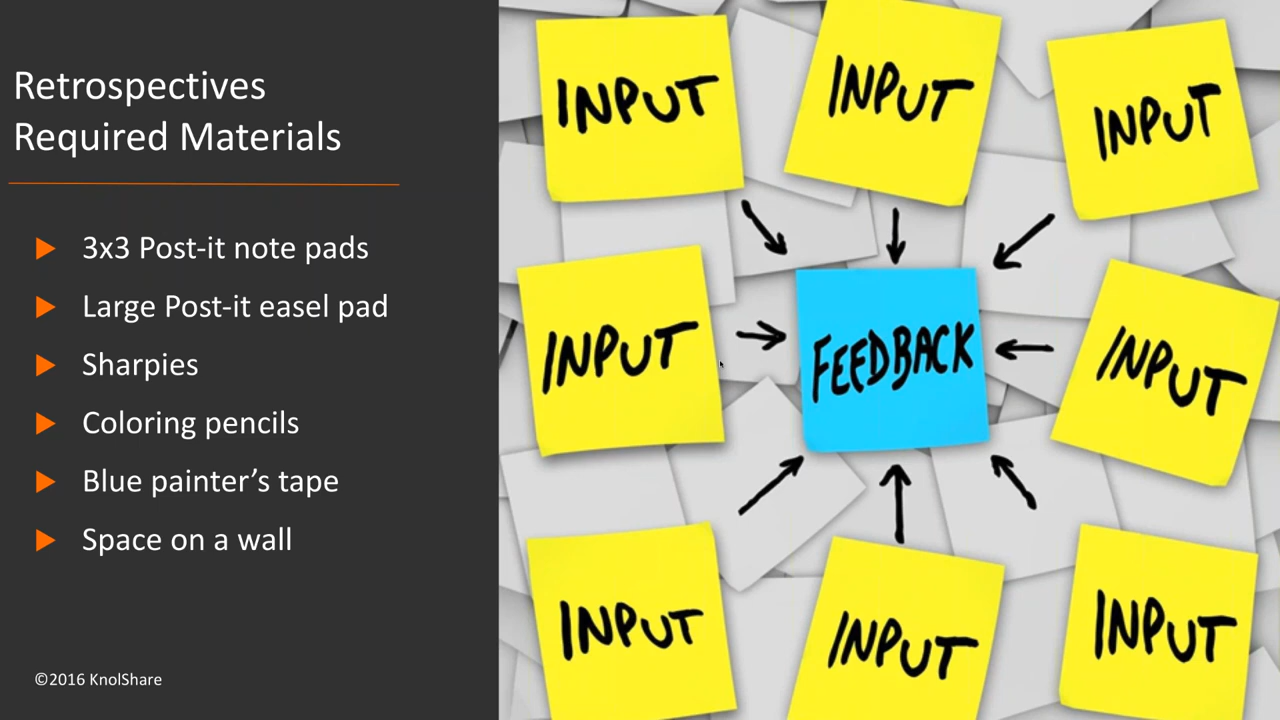 Retrospectives
Required Materials
3x3 Post-it note pads
Large Post-it easel pad
Sharpies
Coloring pencils
Blue painter’s tape
Space on a wall
©2016 KnolShare
INPUT
INPUT
INPUT
INPUT
FEEDBACK
INPUT
INPUT
INPUT
INPUT